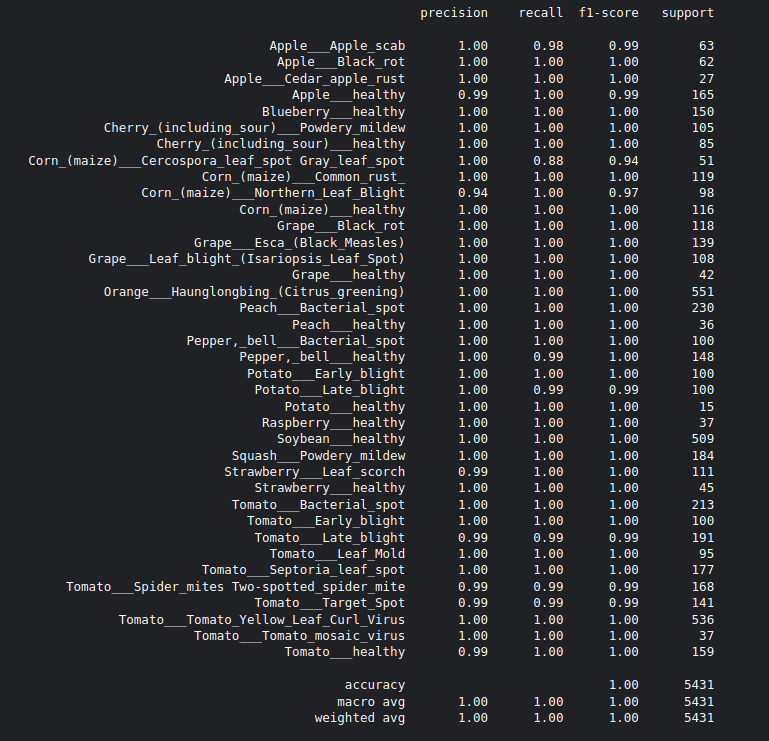 precision recall f1-score support
Apple___Apple_scab 1.00 0.98 0.99 63
Apple___Black_rot 1.00 1.00 1.00 62
Apple___Cedar_apple_rust 1.00 1.00 1.00 27
Apple___healthy 0.99 1.00 0.99 165
Blueberry___healthy 1.00 1.00 1.00 150
Cherry_(including_sour)___Powdery_mildew 1.00 1.00 1.00 105
Cherry_(including_sour)___healthy 1.00 1.00 1.00 85
Corn_(maize)___Cercospora_leaf_spot Gray_leaf_spot 1.00 0.88 0.94 51
Corn_(maize)___Common_rust_ 1.00 1.00 1.00 119
Corn_(maize)___Northern_Leaf_Blight 0.94 1.00 0.97 98
Corn_(maize)___healthy 1.00 1.00 1.00 116
Grape___Black_rot 1.00 1.00 1.00 118
Grape___Esca_(Black_Measles) 1.00 1.00 1.00 139
Grape___Leaf_blight_(Isariopsis_Leaf_Spot) 1.00 1.00 1.00 108
Grape___healthy 1.00 1.00 1.00 42
Orange___Haunglongbing_(Citrus_greening) 1.00 1.00 1.00 551
Peach___Bacterial_spot 1.00 1.00 1.00 230
Peach___healthy 1.00 1.00 1.00 36
Pepper,_bell___Bacterial_spot 1.00 1.00 1.00 100
Pepper,_bell___healthy 1.00 0.99 1.00 148
Potato___Early_blight 1.00 1.00 1.00 100
Potato___Late_blight 1.00 0.99 0.99 100
Potato___healthy 1.00 1.00 1.00 15
Raspberry___healthy 1.00 1.00 1.00 37
Soybean___healthy 1.00 1.00 1.00 509
Squash___Powdery_mildew 1.00 1.00 1.00 184
Strawberry___Leaf_scorch 0.99 1.00 1.00 111
Strawberry___healthy 1.00 1.00 1.00 45
Tomato___Bacterial_spot 1.00 1.00 1.00 213
Tomato___Early_blight 1.00 1.00 1.00 100
Tomato___Late_blight 0.99 0.99 0.99 191
Tomato___Leaf_Mold 1.00 1.00 1.00 95
Tomato___Septoria_leaf_spot 1.00 1.00 1.00 177
Tomato___Spider_mites Two-spotted_spider_mite 0.99 0.99 0.99 168
Tomato___Target_Spot 0.99 0.99 0.99 141
Tomato___Tomato_Yellow_Leaf_Curl_Virus 1.00 1.00 1.00 536
Tomato___Tomato_mosaic_virus 1.00 1.00 1.00 37
Tomato___healthy 0.99 1.00 1.00 159
accuracy 1.00 5431
macro avg 1.00 1.00 1.00 5431
weighted avg 1.00 1.00 1.00 5431